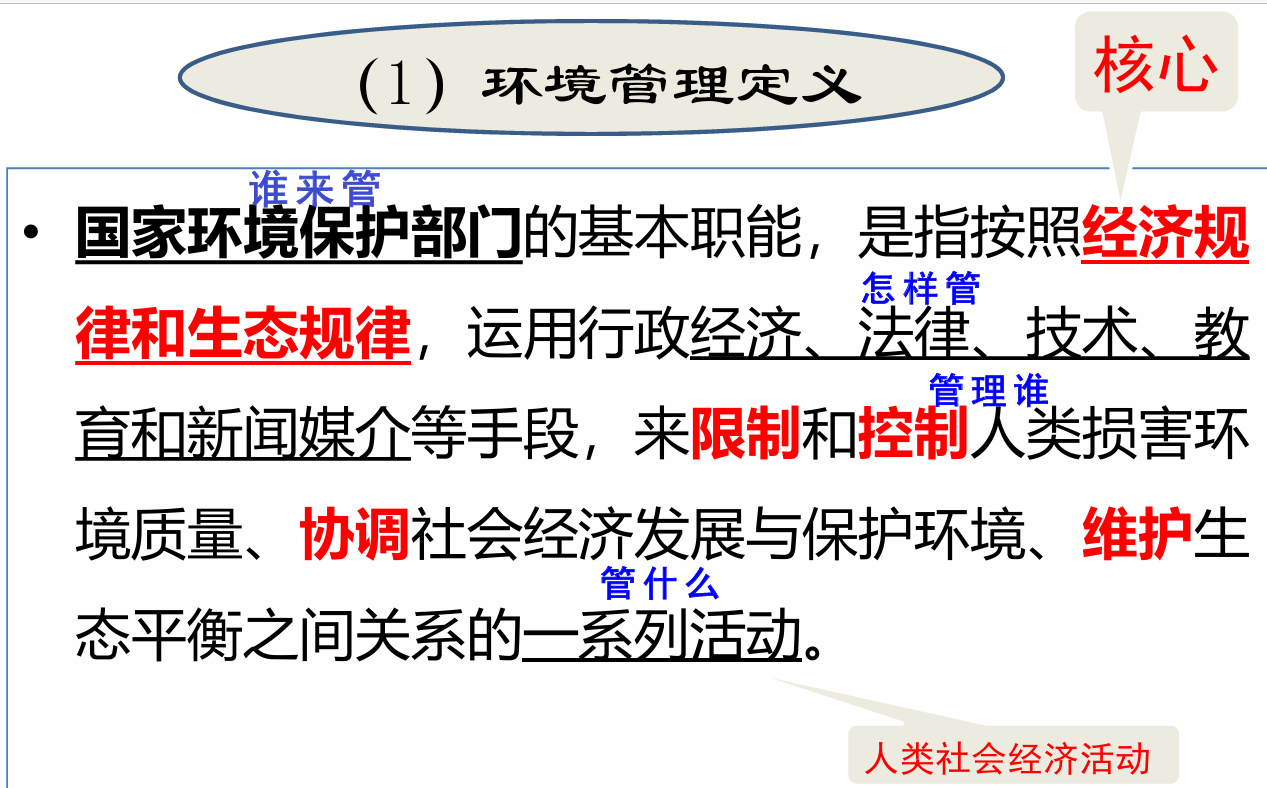 （1）环境管理定义
核心
谁来管
• 国家环境保护部门的基本职能，是指按照经济规
怎样管
律和生态规律，运用行政经济、法律、技术、教
管理谁
育和新闻媒介等手段，来限制和控制人类损害环
境质量、协调社会经济发展与保护环境、维护生
管什么
态平衡之间关系的一系列活动。
人类社会经济活动